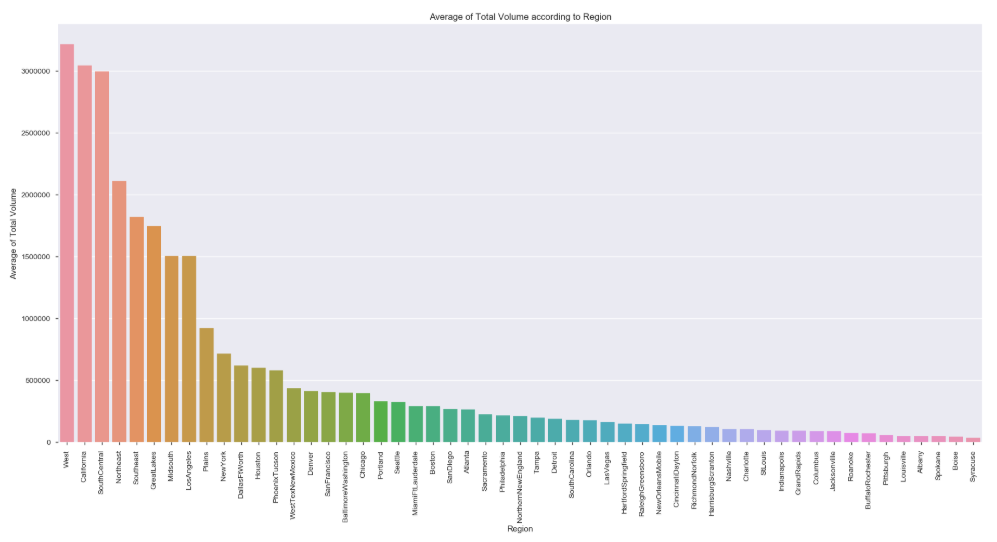 Average of Total Volume according to Region
Average of Total Volume
3000000
2500000
2000000
1500000
1000000
500000
0
West
California
SouthCentral
Northeast
Southeast
GreatLakes
Midsouth
LosAngeles
Plains
NewYork
DallasFtWorth
Houston
PhoenixTucson
WestTexNewMexico
Denver
SanFrancisco
BaltimoreWashington
Chicago
Portland
Seattle
MiamiFtLauderdale
Boston
SanDiego
Atlanta
Sacramento
Philadelphia
NorthernNewEngland
Tampa
Detroit
SouthCarolina
Orlando
LasVegas
HartfordSpringfield
RaleighGreensboro
NewOrleansMobile
CincinnatiDayton
RichmondNorfolk
HarrisburgScranton
Nashville
Charlotte
StLouis
Indianapolis
GrandRapids
Columbus
Jacksonville
Roanoke
BuffaloRochester
Pittsburgh
Louisville
Albany
Spokane
Boise
Syracuse
Region